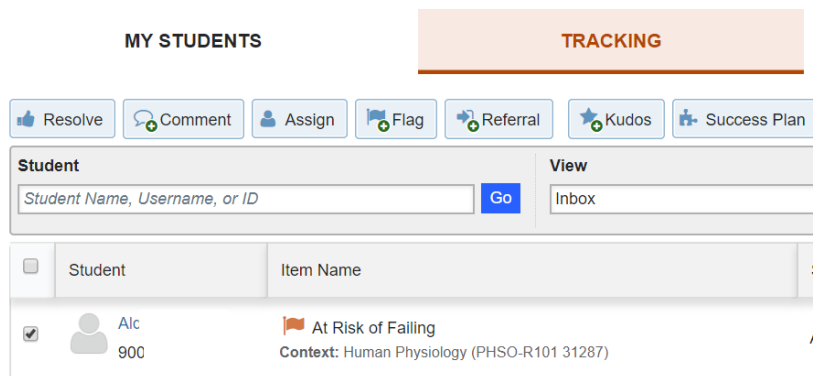 MY STUDENTS TRACKING
Resolve Comment Assign Flag Referral Kudos Success Plan
Student View
Student Name, Username, or ID Go Inbox
Student Item Name
Alc At Risk of Failing
900 Context: Human Physiology (PHSO-R101 31287)